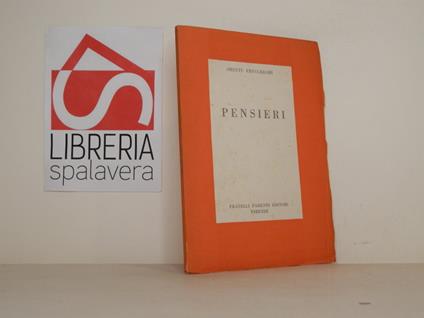 LIBRERIA
spalavera
PENSIERI
FRATELLI PARENTI EDITORI
FIRENZE